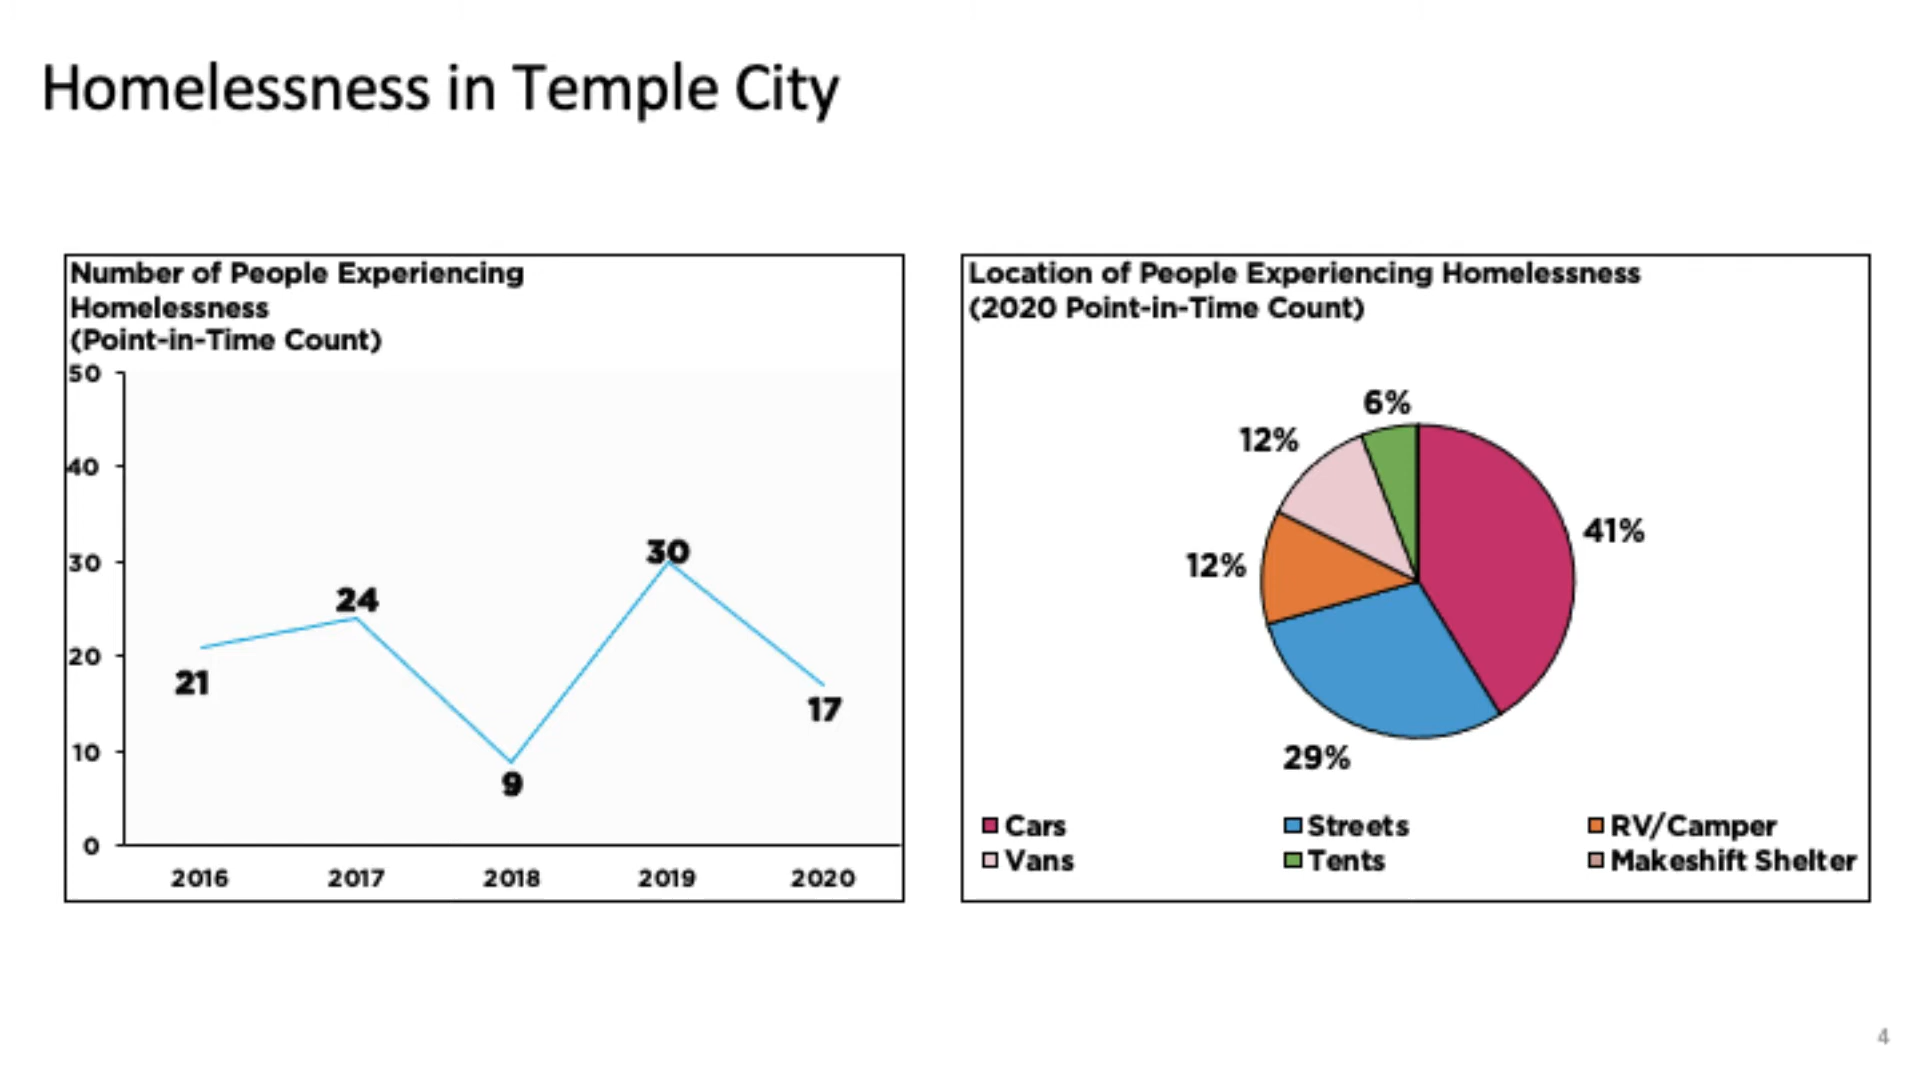 Homelessness in Temple City
Number of People Experiencing
Homelessness
(Point-in-Time Count)
50
40
30
20
10
0
21
24
9
30
17
2016
2017
2018
2019
2020
Location of People Experiencing Homelessness
(2020 Point-in-Time Count)
6%
12%
12%
41%
29%
Cars
Streets
RV/Camper
Vans
Tents
Makeshift Shelter
4